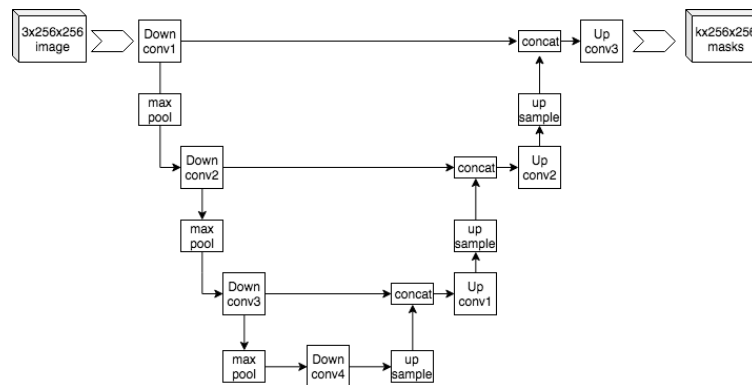 3x256x256
image
Down
conv1
concat
Up
conv3
kx256x256
masks
max
pool
up
sample
Down
conv2
concat
Up
conv2
max
pool
up
sample
Down
conv3
concat
Up
conv1
max
pool
Down
conv4
up
sample